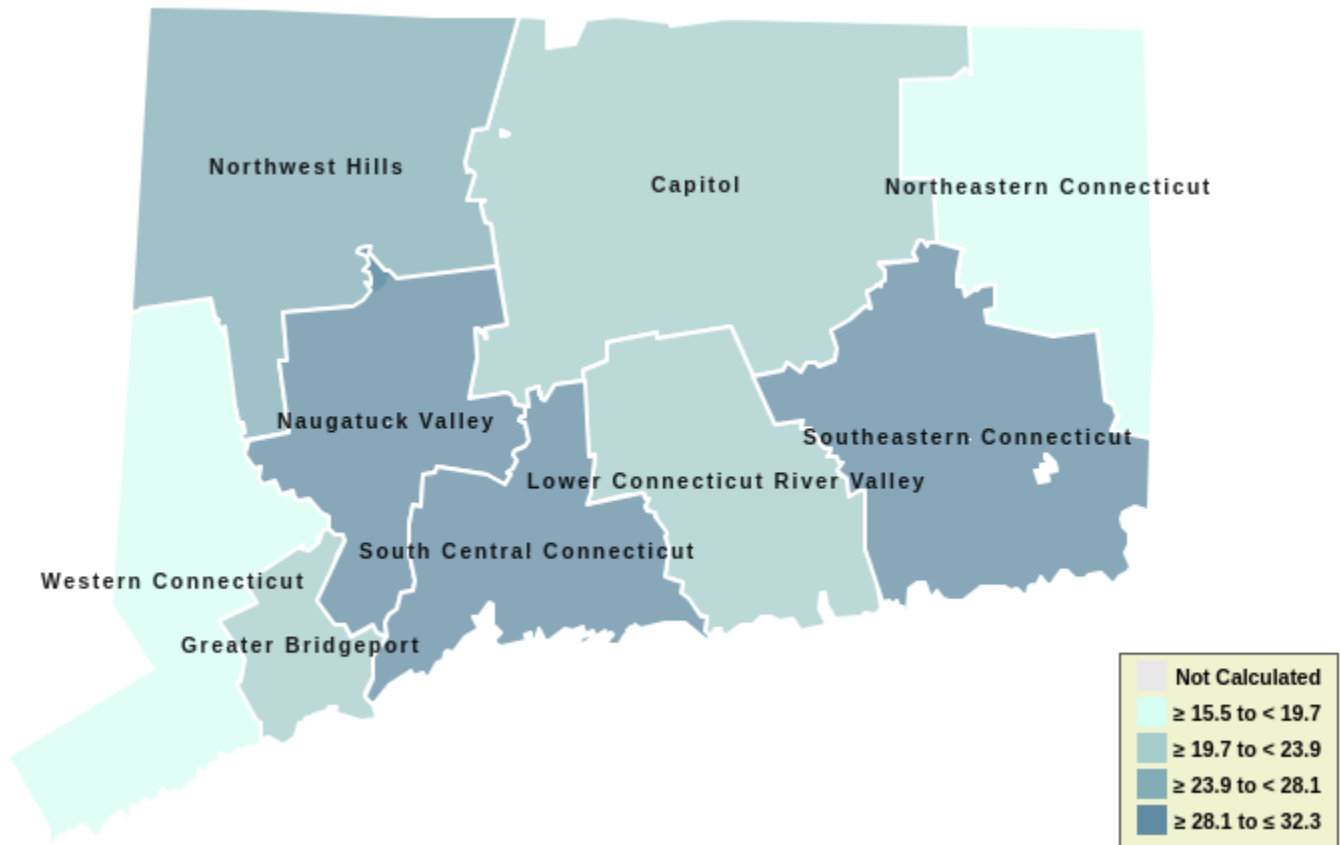 Northwest Hills
Capitol
Northeastern Connecticut
Naugatuck Valley
Southeastern Connecticut
Lower Connecticut River Valley
South Central Connecticut
Western Connecticut
Greater Bridgeport
Not Calculated
≥ 15.5 to < 19.7
≥ 19.7 to < 23.9
≥ 23.9 to < 28.1
≥ 28.1 to ≤ 32.3